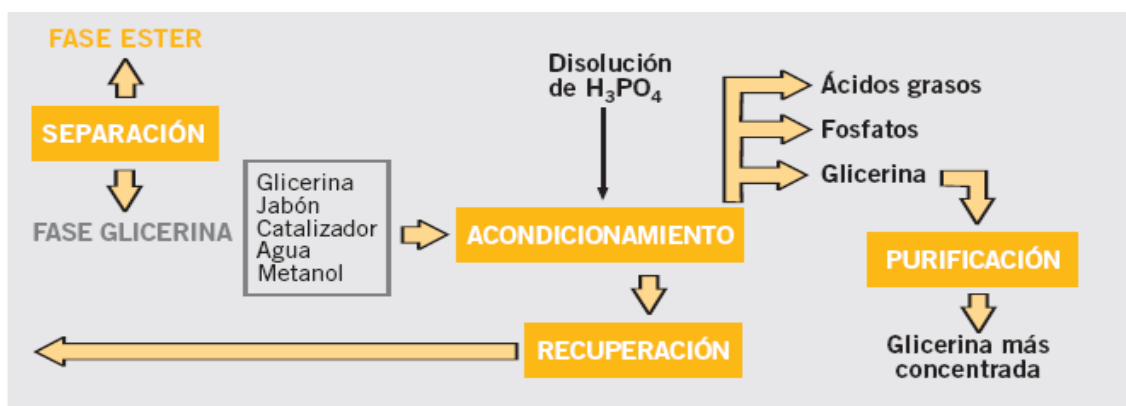 FASE ESTER
SEPARACIÓN
FASE GLICERINA
Glicerina
Jabón
Catalizador
Agua
Metanol
Disolución
de H₃PO₄
ACONDICIONAMIENTO
RECUPERACIÓN
Ácidos grasos
Fosfatos
Glicerina
PURIFICACIÓN
Glicerina más
concentrada